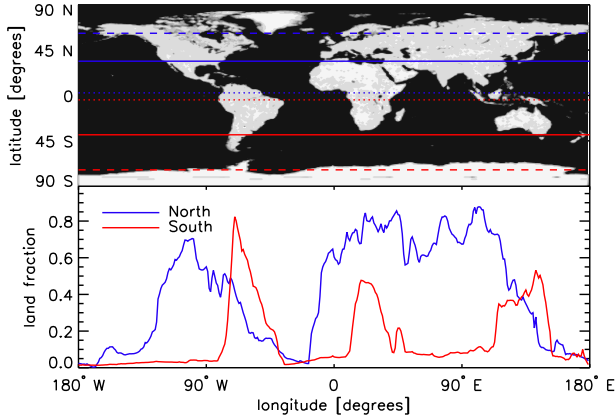 90 N
45 N
0
45 S
90 S
latitude [degrees]
North
South
0.8
0.6
0.4
0.2
0.0
land fraction
180° W
90° W
0
90° E
180° E
longitude [degrees]